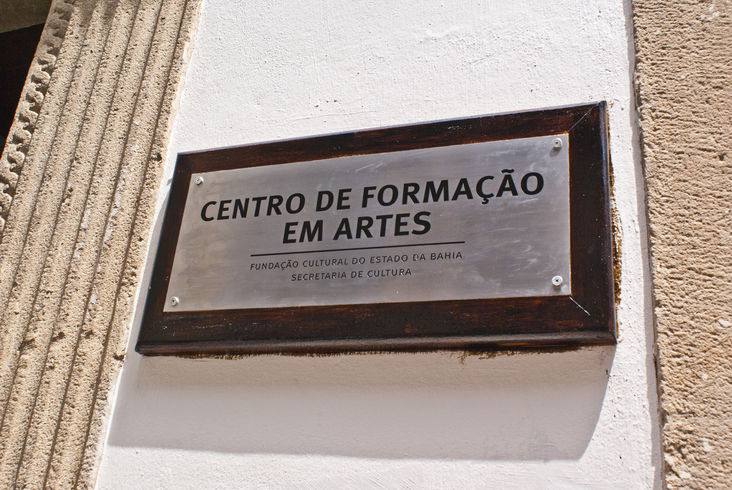 CENTRO DE FORMAÇÃO
EM ARTES
FUNDAÇÃO CULTURAL DO ESTADO DA BAHIA
SECRETARIA DE CULTURA